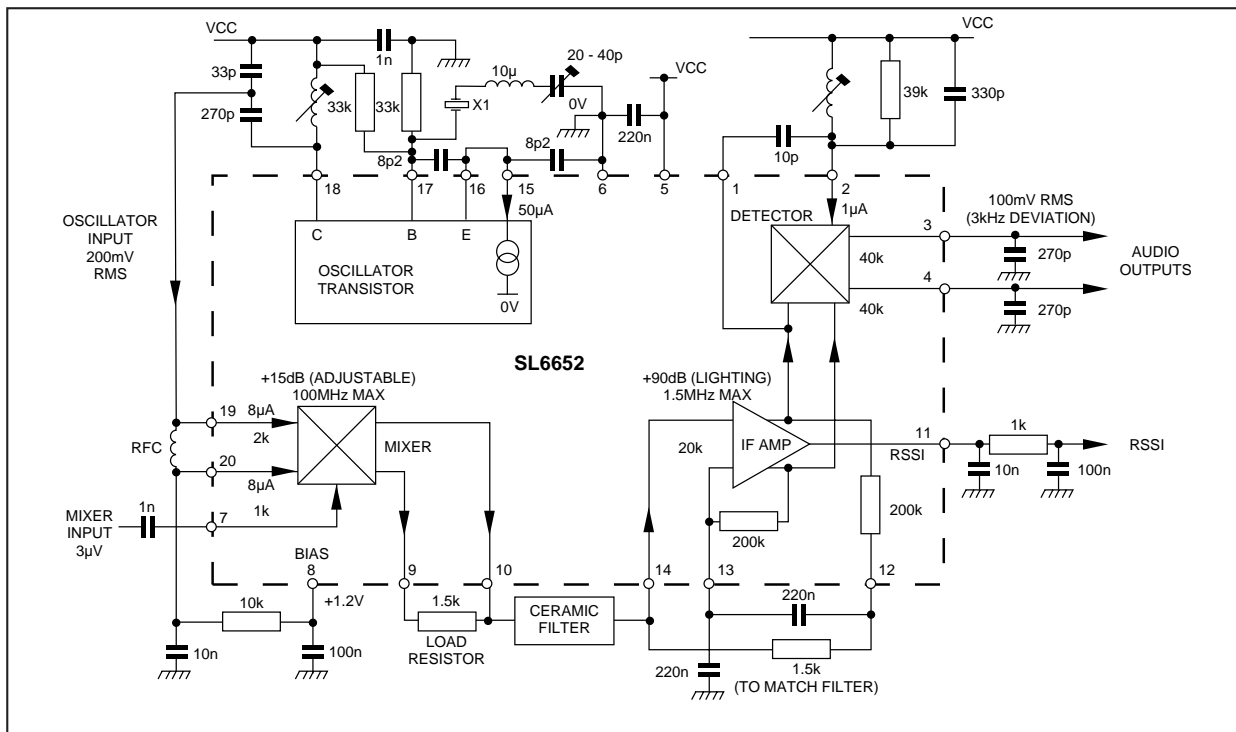 VCC
33p
270p
33k
1n
33k
10µ
20 - 40p
X1
0V
220n
VCC
8p2
8p2
18
17
16
15
6
5
VCC
39k
330p
10p
1
2
OSCILLATOR
INPUT
200mV
RMS
C
B
E
50µA
OSCILLATOR
TRANSISTOR
0V
DETECTOR
1µA
40k
40k
3
4
100mV RMS
(3kHz DEVIATION)
270p
270p
AUDIO
OUTPUTS
SL6652
+15dB (ADJUSTABLE)
100MHz MAX
19
8µA
2k
RFC
20
8µA
MIXER
MIXER
INPUT
3µV
1n
7
1k
+90dB (LIGHTING)
1.5MHz MAX
20k
IF AMP
RSSI
11
1k
RSSI
10n
100n
200k
200k
BIAS
8
+1.2V
9
10
14
13
12
10k
10n
100n
1.5k
LOAD
RESISTOR
CERAMIC
FILTER
220n
220n
1.5k
(TO MATCH FILTER)